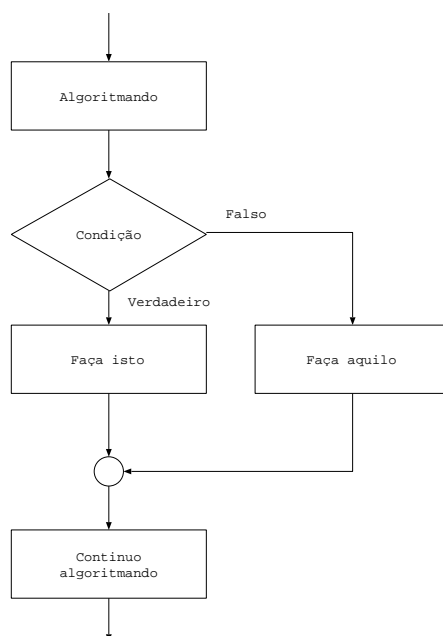 Algoritmando
Condição
Falso
Verdadeiro
Faça isto
Faça aquilo
Continuo
algoritmando